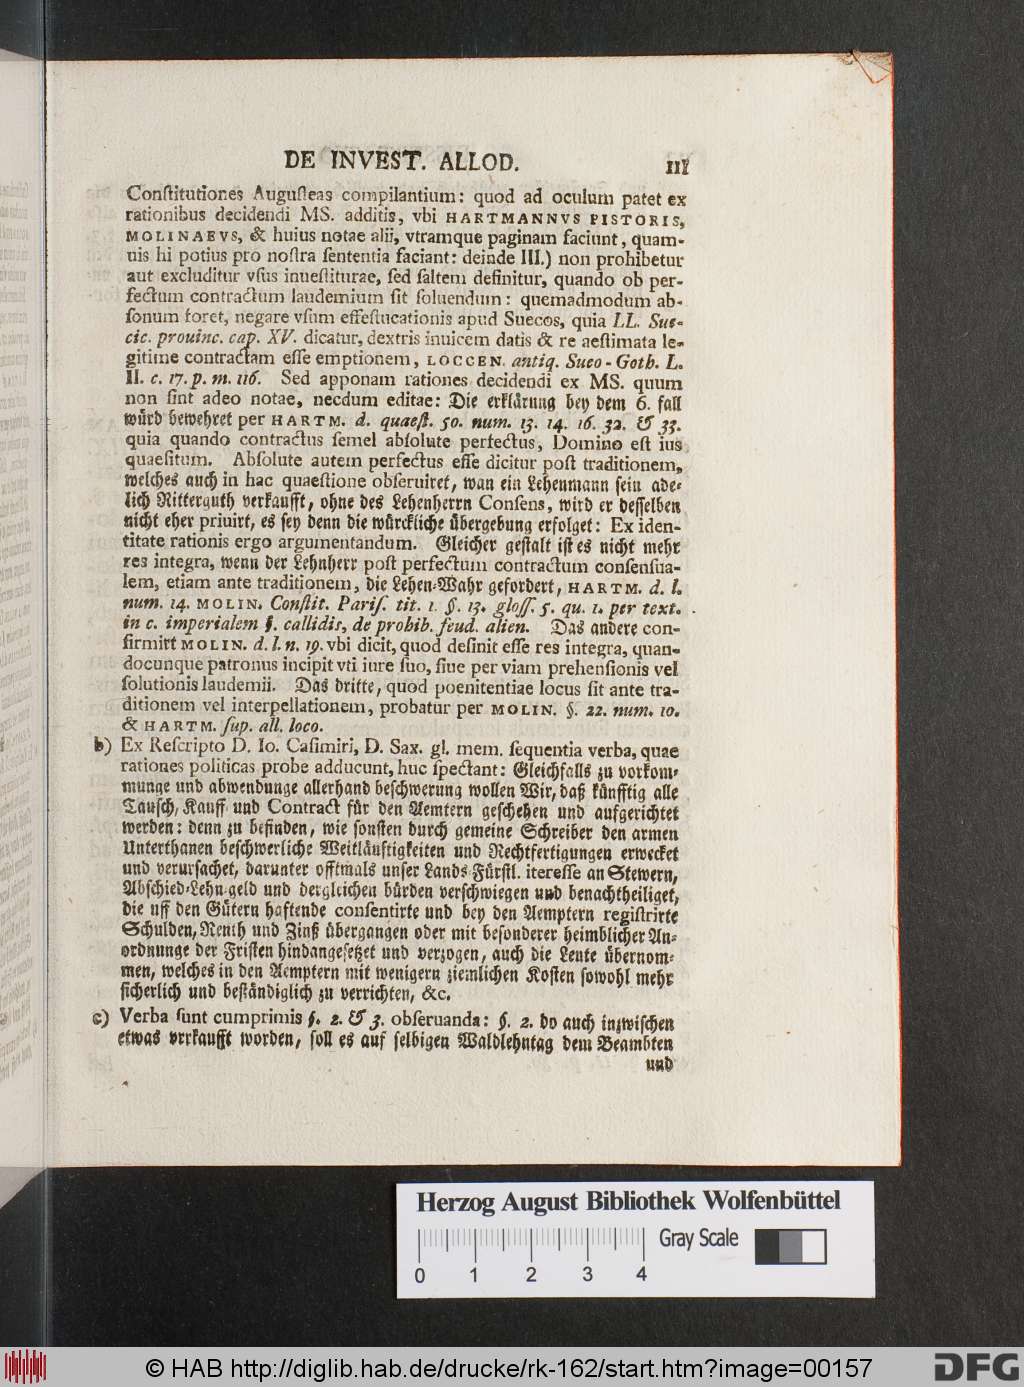 DE INVEST. ALLOD. 111
Conſtitutiones Auguſteas compilantium: quod ad oculum patet ex
rationibus decidendi MS. additis, vbi HARTMANNVS PISTORIS,
MOLINAEVS, & huius notae alii, vtramque paginam faciunt, quam-
uis hi potius pro noſtra ſententia faciant: deinde III.) non prohibetur
aut excluditur vſus inueſtiturae, ſed ſaltem definitur, quando ob per-
fectum contractum laudemium ſit ſoluendum: quemadmodum ab-
ſonum foret, negare vſum effeſtucationis apud Suecos, quia LL. Sue-
cic. prouinc. cap. XV. dicatur, dextris inuicem datis & re aeſtimata le-
gitime contractam eſſe emptionem, LOCCEN. antiq. Sueo-Goth. L.
II. c. 17. p. m. 116. Sed apponam rationes decidendi ex MS. quum
non ſint adeo notae, necdum editae: Die erklärung bey dem 6. fall
würd bewehret per HARTM. d. quaeſt. 50. num. 13. 14. 16. 32. & 33.
quia quando contractus ſemel abſolute perfectus, Domino eſt ius
quaeſitum. Abſolute autem perfectus eſſe dicitur poſt traditionem,
welches auch in hac quaeſtione obſeruiret, wan ein Lehenmann ſein ade-
lich Ritterguth verkaufft, ohne des Lehenherrn Conſens, wird er deſſelben
nicht eher priuirt, es ſey denn die würckliche übergebung erfolget: Ex iden-
titate rationis ergo argumentandum. Gleicher geſtalt iſt es nicht mehr
res integra, wenn der Lehnherr poſt perfectum contractum conſenſua-
lem, etiam ante traditionem, die Lehen-Wahr gefordert, HARTM. d. l.
num. 14. MOLIN. Conſtit. Pariſ. tit. 1. §. 13. gloſſ. 5. qu. 1. per text.
in c. imperialem §. callidis, de prohib. feud. alien. Das andere con-
firmirt MOLIN. d. l. n. 19. vbi dicit, quod deſinit eſſe res integra, quan-
docunque patronus incipit vti iure ſuo, ſiue per viam prehenſionis vel
ſolutionis laudemii. Das dritte, quod poenitentiae locus ſit ante tra-
ditionem vel interpellationem, probatur per MOLIN. §. 22. num. 10.
& HARTM. ſup. all. loco.
b) Ex Reſcripto D. Io. Caſimiri, D. Sax. gl. mem. ſequentia verba, quae
rationes politicas probe adducunt, huc ſpectant: Gleichfalls zu vorkom-
munge und abwendunge allerhand beſchwerung wollen Wir, daß künfftig alle
Tauſch, Kauff und Contract für den Aemtern geſchehen und aufgerichtet
werden: denn zu befinden, wie ſonſten durch gemeine Schreiber den armen
Unterthanen beſchwerliche Weitläuftigkeiten und Rechtfertigungen erwecket
und verurſachet, darunter offtmals unſer Lands-Fürſtl. itereſſe an Stewern,
Abſchied-Lehn-geld und dergleichen bürden verſchwiegen und benachtheiliget,
die uff den Gütern haftende conſentirte und bey den Aemptern regiſtrirte
Schulden, Renth und Zinß übergangen oder mit beſonderer heimblicher An-
ordnunge der Friſten hindangeſetzet und verzogen, auch die Leute übernom-
men, welches in den Aemptern mit wenigern ziemlichen Koſten ſowohl mehr
ſicherlich und beſtändiglich zu verrichten, &c.
c) Verba ſunt cumprimis §. 2. & 3. obſeruanda: §. 2. do auch inzwiſchen
etwas verkaufft worden, ſoll es auf ſelbigen Waldlehntag dem Beambten
und
Herzog August Bibliothek Wolfenbüttel
Gray Scale
0 1 2 3 4
© HAB http://diglib.hab.de/drucke/rk-162/start.htm?image=00157
DFG